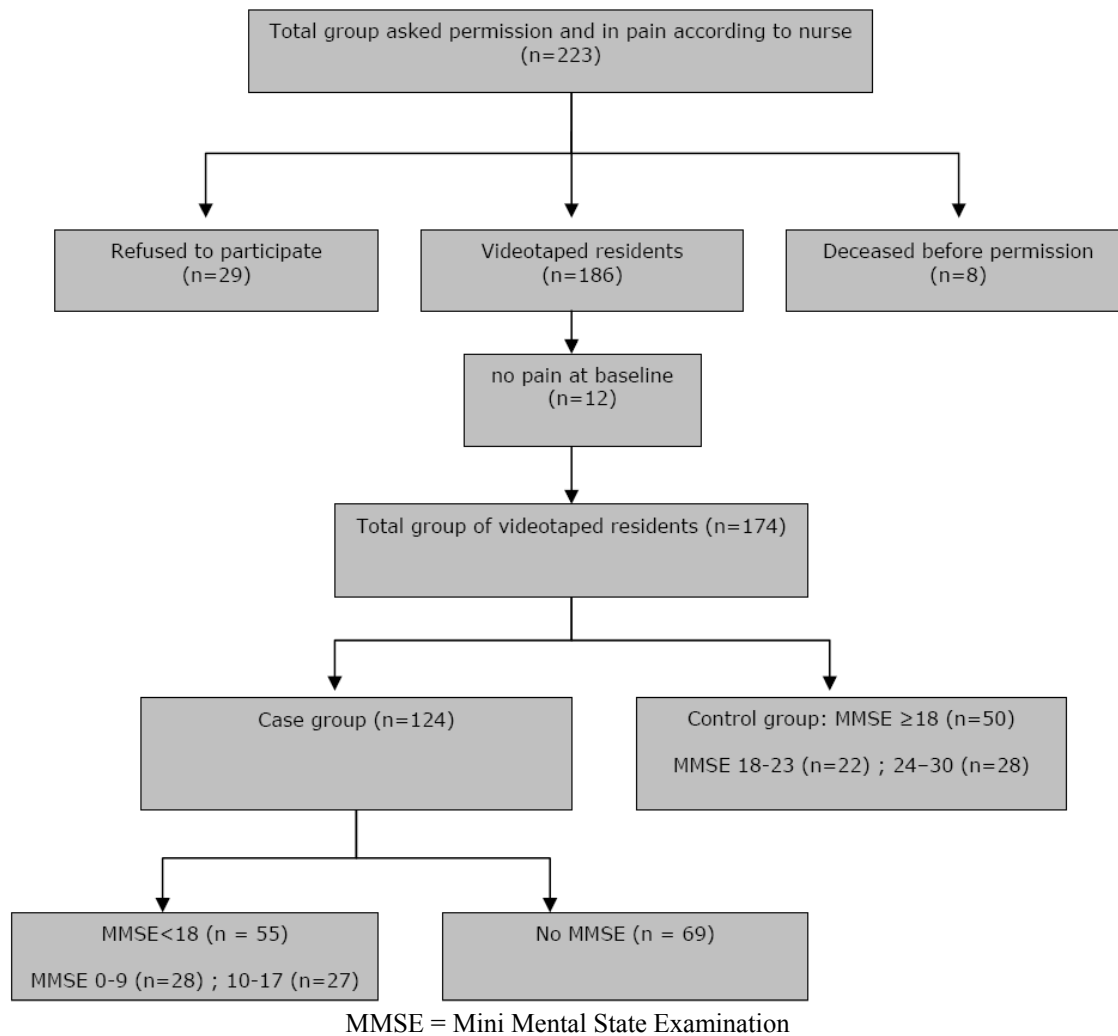 Total group asked permission and in pain according to nurse
(n=223)
Refused to participate
(n=29)
Videotaped residents
(n=186)
Deceased before permission
(n=8)
no pain at baseline
(n=12)
Total group of videotaped residents (n=174)
Case group (n=124)
Control group: MMSE ≥18 (n=50)
MMSE 18-23 (n=22) ; 24–30 (n=28)
MMSE<18 (n = 55)
MMSE 0-9 (n=28) ; 10-17 (n=27)
No MMSE (n = 69)
MMSE = Mini Mental State Examination